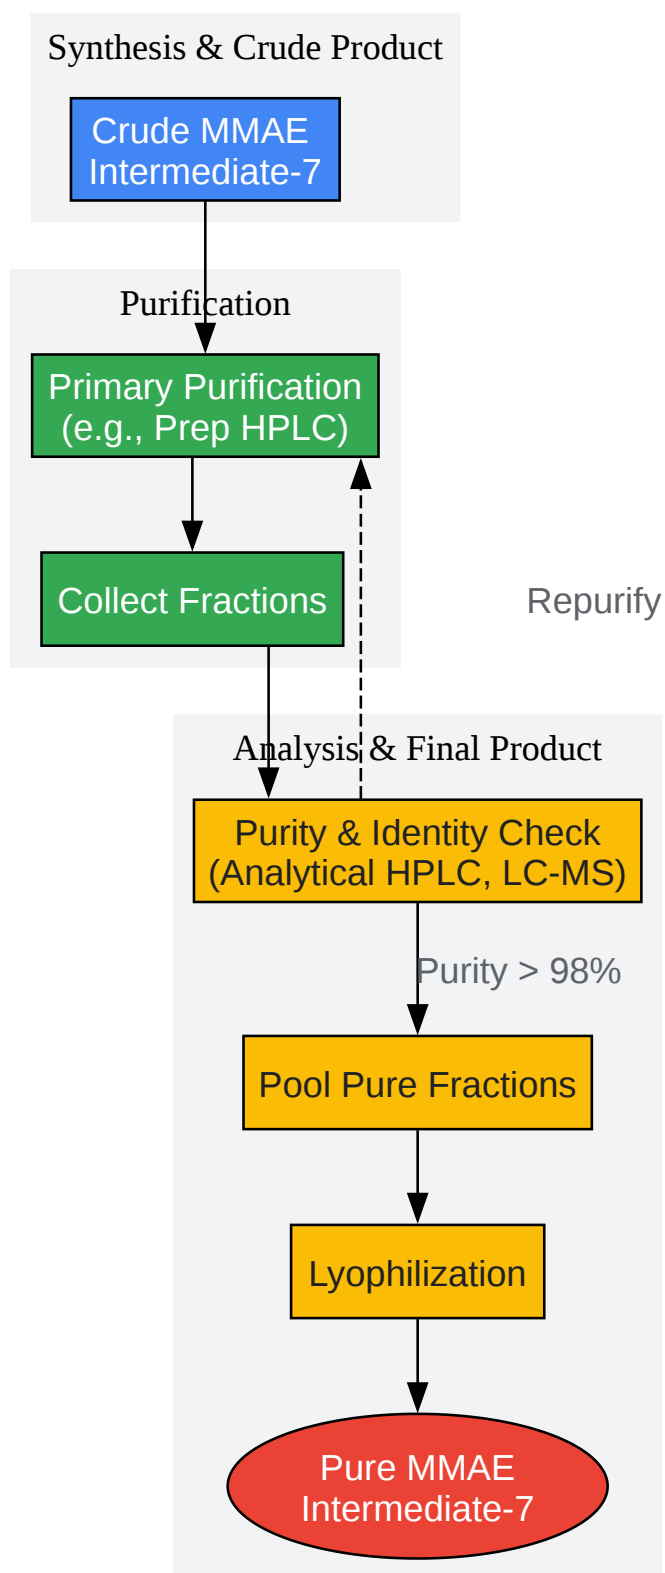 Synthesis & Crude Product
Crude MMAE
Intermediate-7
Purification
Primary Purification
(e.g., Prep HPLC)
Collect Fractions
Repurify
Analysis & Final Product
Purity & Identity Check
(Analytical HPLC, LC-MS)
Purity > 98%
Pool Pure Fractions
Lyophilization
Pure MMAE
Intermediate-7